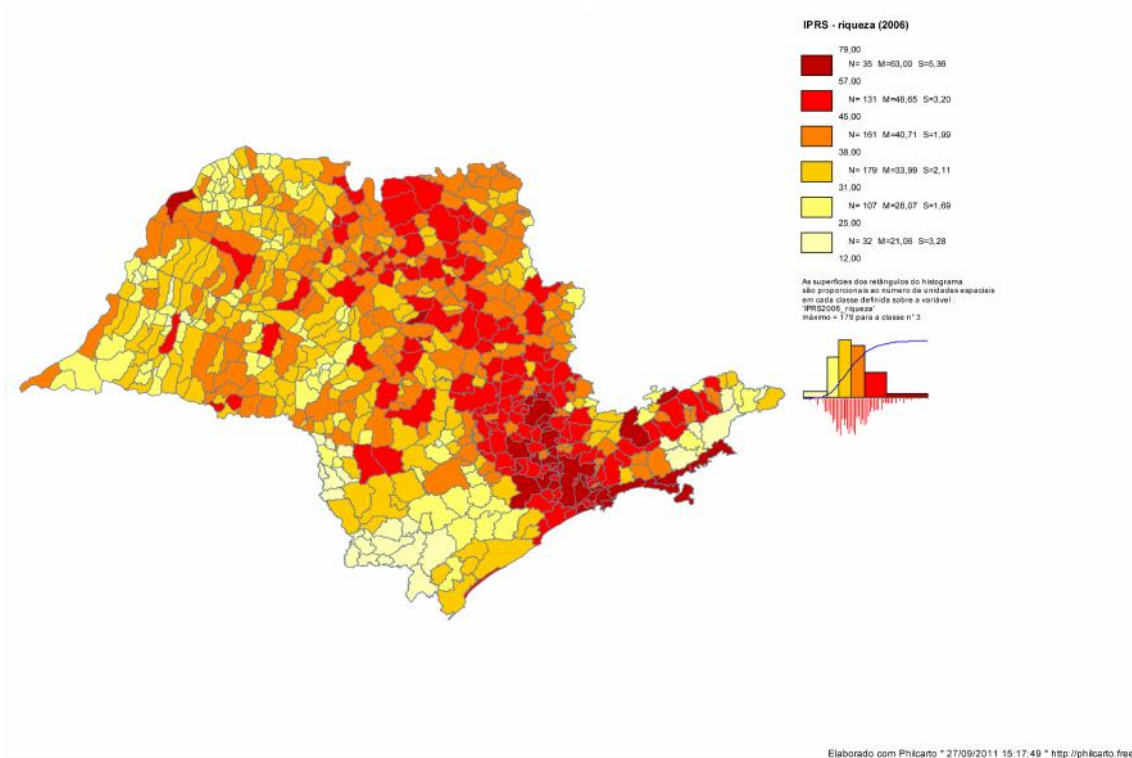 IPRS - riqueza (2006)
79,00
N= 35 M=63,00 S=5,36
57,00
N= 131 M=48,65 S=3,20
45,00
N= 161 M=40,71 S=1,99
38,00
N= 179 M=33,99 S=2,11
31,00
N= 107 M=28,07 S=1,69
25,00
N= 32 M=21,06 S=3,28
12,00
As superfícies dos retângulos do histograma
são proporcionais ao número de unidades espaciais
em cada classe definida sobre a variável :
'IPRS2006_riqueza'
máximo = 179 para a classe n° 3
Elaborado com Philcarto * 27/09/2011 15:17:49 * http://philcarto.free